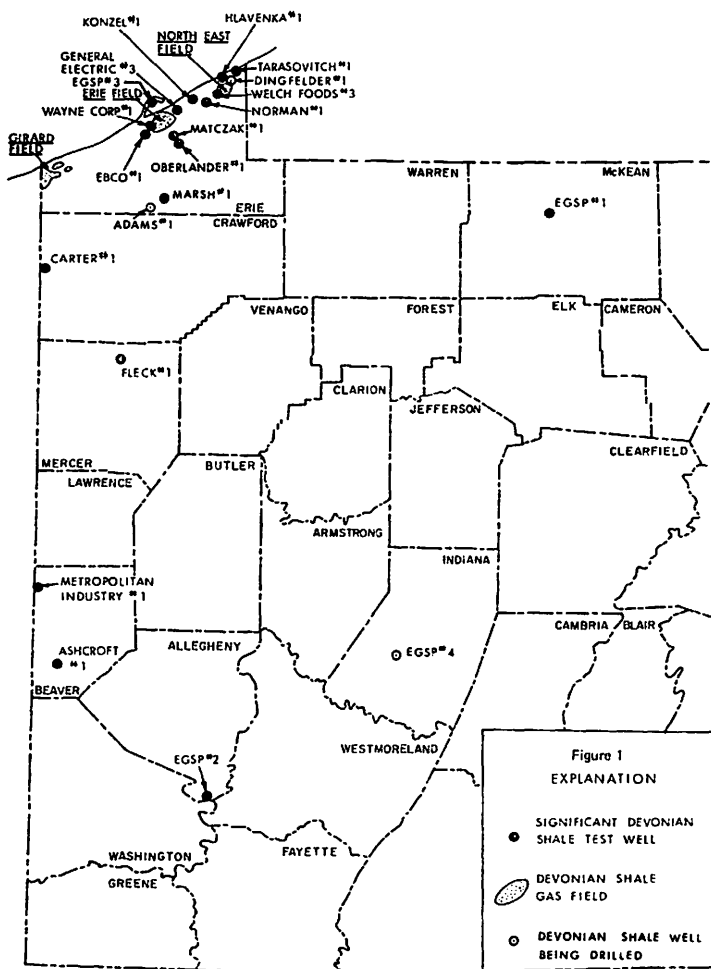 KONZEL #1
HLAVENKA #1
NORTH EAST
FIELD
GENERAL
ELECTRIC #3
EGSP #3
ERIE FIELD
WAYNE CORP #1
TARASOVITCH #1
DINGFELDER #1
WELCH FOODS #3
NORMAN #1
MATCZAK #1
GIRARD
FIELD
EBCO #1
OBERLANDER #1
MARSH #1
ERIE
CRAWFORD
ADAMS #1
WARREN
McKEAN
EGSP #1
CARTER #1
VENANGO
FOREST
ELK
CAMERON
FLECK #1
CLARION
JEFFERSON
CLEARFIELD
MERCER
LAWRENCE
BUTLER
ARMSTRONG
INDIANA
METROPOLITAN
INDUSTRY #1
CAMBRIA
BLAIR
ASHCROFT
#1
ALLEGHENY
EGSP #4
BEAVER
WESTMORELAND
EGSP #2
WASHINGTON
GREENE
FAYETTE
Figure 1
EXPLANATION
SIGNIFICANT DEVONIAN
SHALE TEST WELL
DEVONIAN SHALE
GAS FIELD
DEVONIAN SHALE WELL
BEING DRILLED